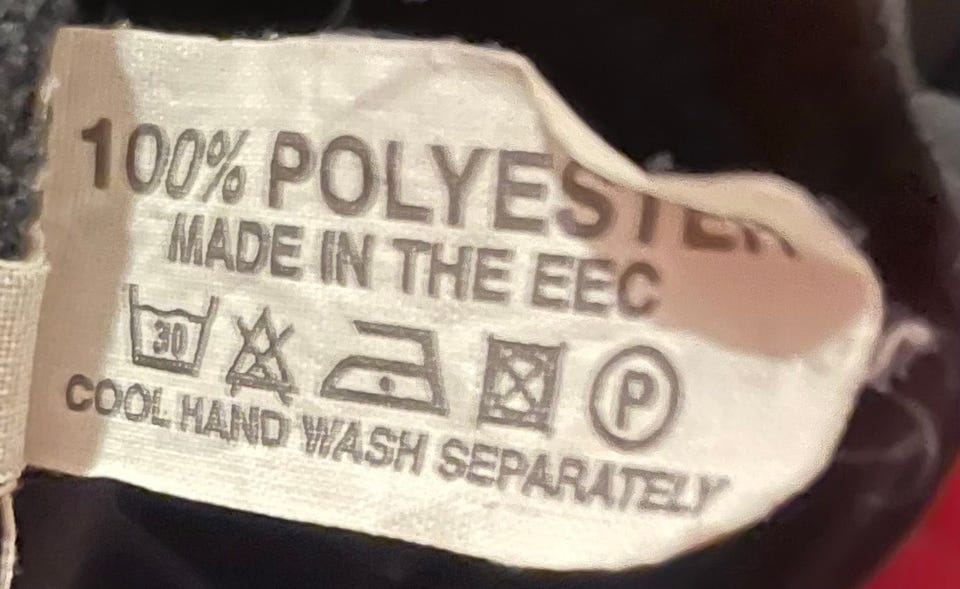 100% POLYESTER
MADE IN THE EEC
30 P
COOL HAND WASH SEPARATELY